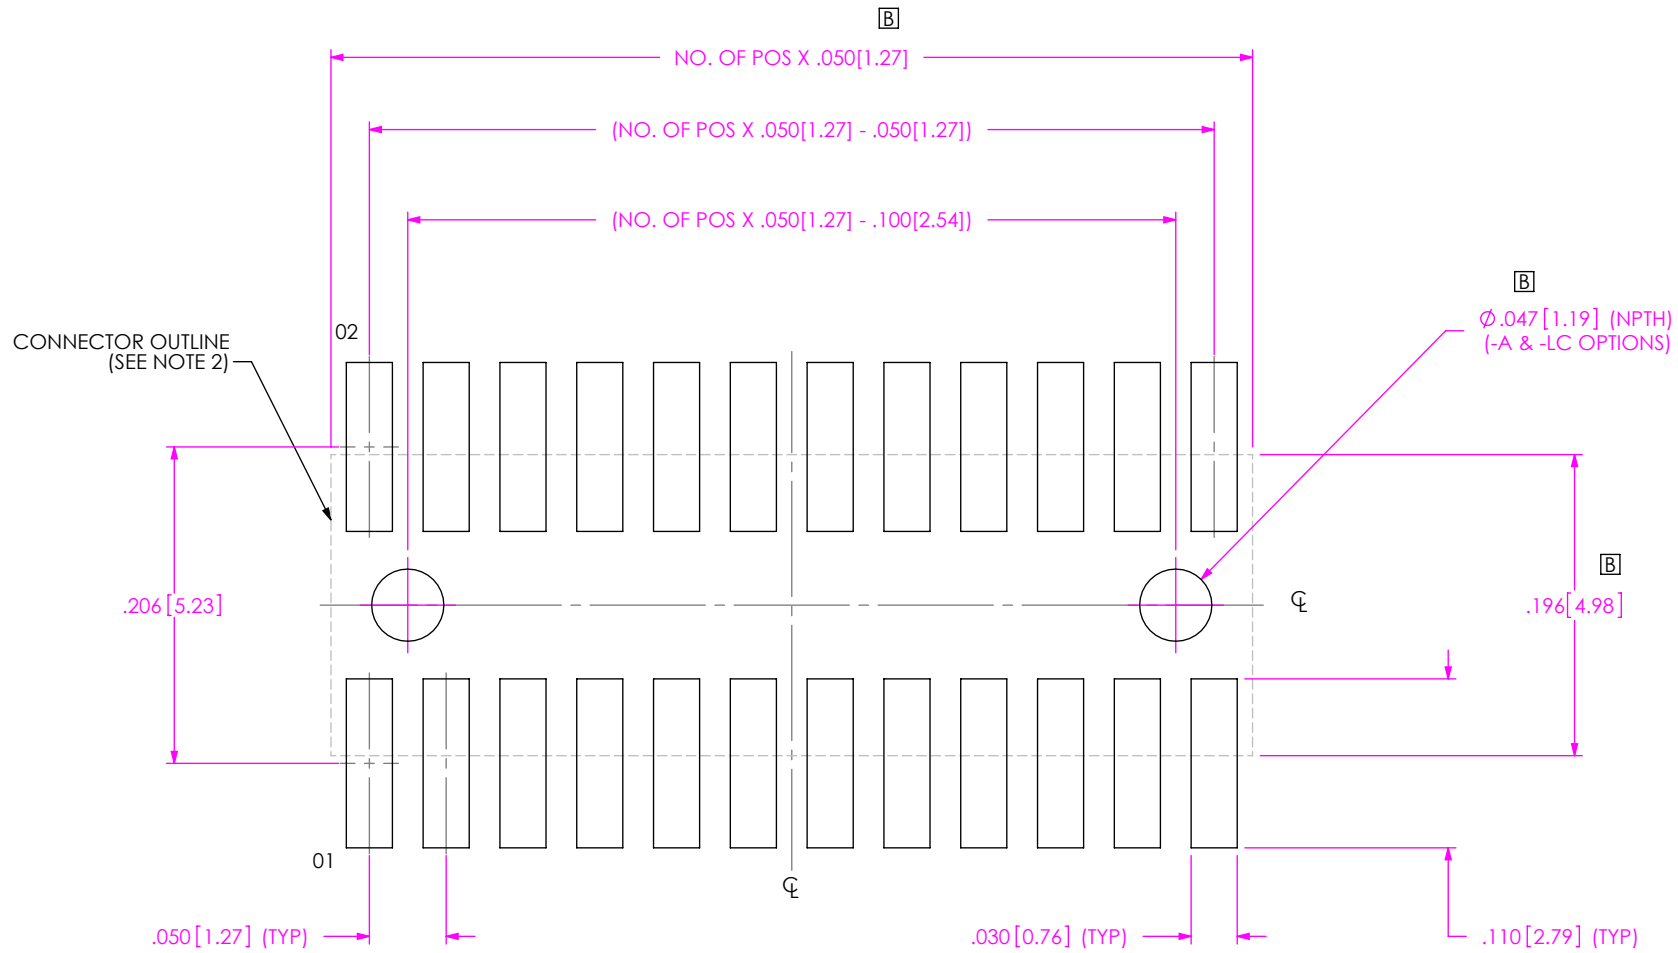 B
NO. OF POS X .050[1.27]
(NO. OF POS X .050[1.27] - .050[1.27])
(NO. OF POS X .050[1.27] - .100[2.54])
B
Ø.047[1.19] (NPTH)
(-A & -LC OPTIONS)
02
CONNECTOR OUTLINE
(SEE NOTE 2)
B
.206[5.23]
℄
.196[4.98]
01
℄
.050[1.27] (TYP)
.030[0.76] (TYP)
.110[2.79] (TYP)